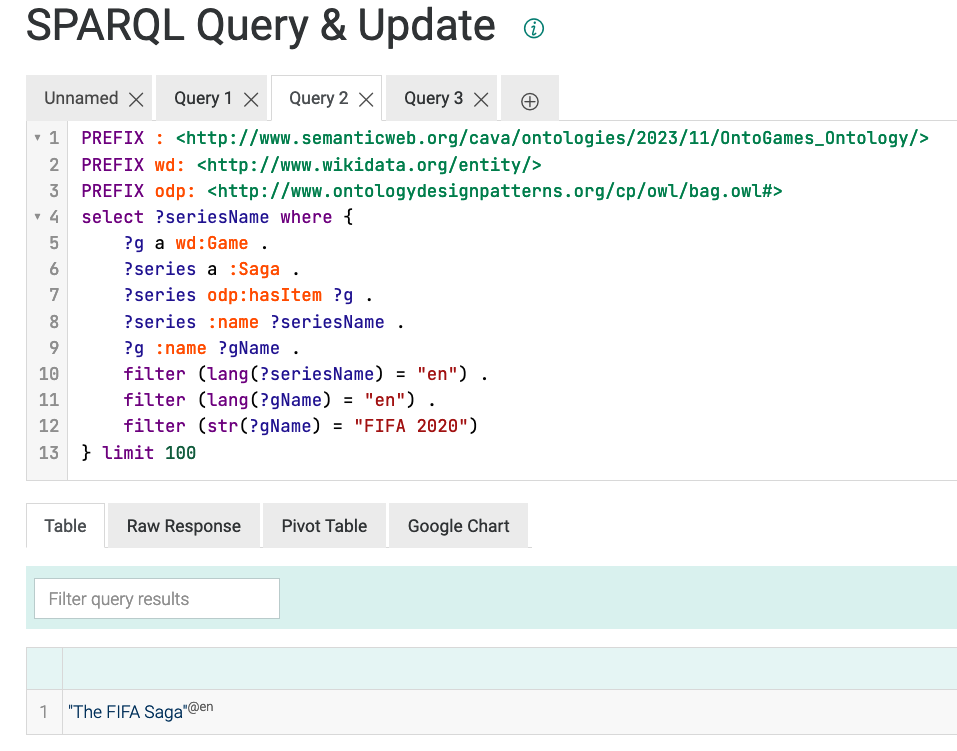 SPARQL Query & Update
Unnamed Query 1 Query 2 Query 3
1 PREFIX : <http://www.semanticweb.org/cava/ontologies/2023/11/OntoGames_Ontology/>
2 PREFIX wd: <http://www.wikidata.org/entity/>
3 PREFIX odp: <http://www.ontologydesignpatterns.org/cp/owl/bag.owl#>
4 select ?seriesName where {
5 ?g a wd:Game .
6 ?series a :Saga .
7 ?series odp:hasItem ?g .
8 ?series :name ?seriesName .
9 ?g :name ?gName .
10 filter (lang(?seriesName) = "en") .
11 filter (lang(?gName) = "en") .
12 filter (str(?gName) = "FIFA 2020")
13 } limit 100
Table Raw Response Pivot Table Google Chart
Filter query results
1 "The FIFA Saga"@en